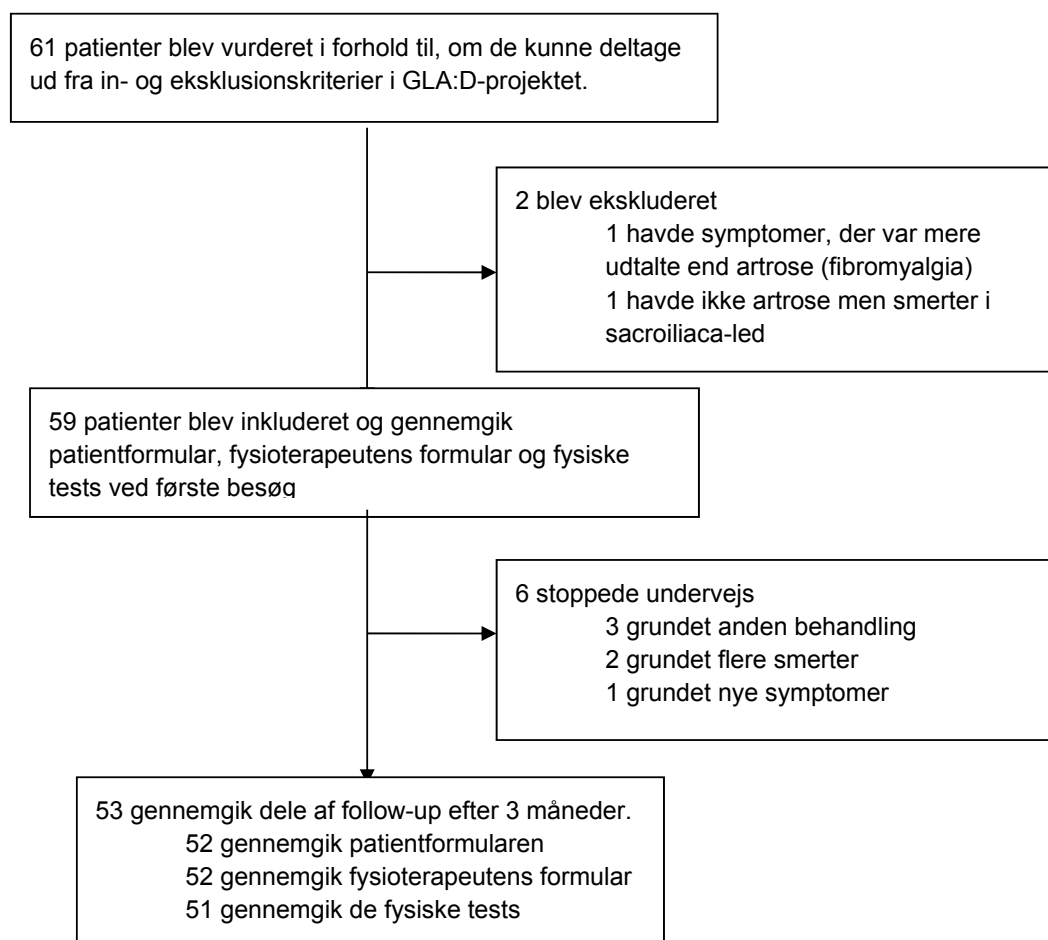 61 patienter blev vurderet i forhold til, om de kunne deltage
ud fra in- og eksklusionskriterier i GLA:D-projektet.
2 blev ekskluderet
1 havde symptomer, der var mere
udtalte end artrose (fibromyalgia)
1 havde ikke artrose men smerter i
sacroiliaca-led
59 patienter blev inkluderet og gennemgik
patientformular, fysioterapeutens formular og fysiske
tests ved første besøg
6 stoppede undervejs
3 grundet anden behandling
2 grundet flere smerter
1 grundet nye symptomer
53 gennemgik dele af follow-up efter 3 måneder.
52 gennemgik patientformularen
52 gennemgik fysioterapeutens formular
51 gennemgik de fysiske tests